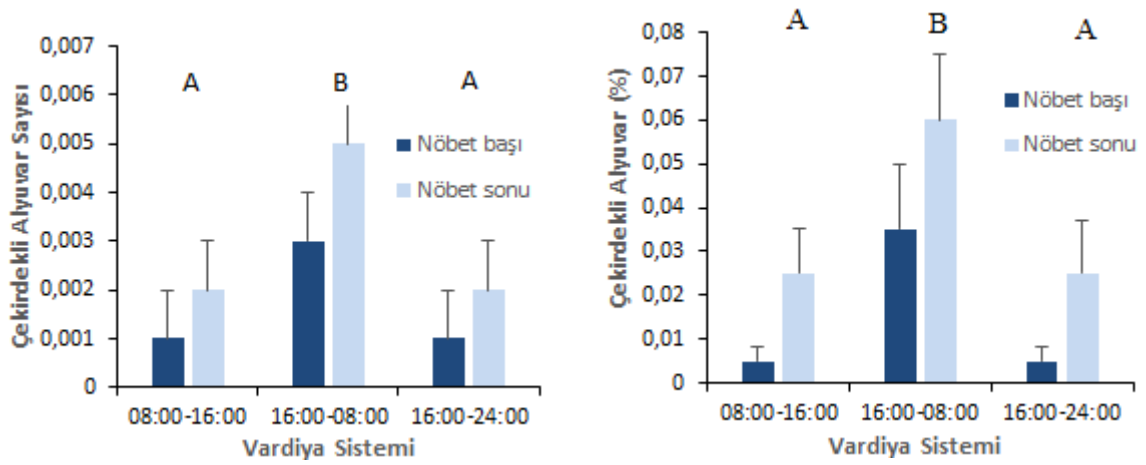 0,007
0,006
0,005
0,004
0,003
0,002
0,001
0
Çekirdekli Alyuvar Sayısı
A
B
A
Nöbet başı
Nöbet sonu
08:00-16:00 16:00-08:00 16:00-24:00
Vardiya Sistemi
0,08
0,07
0,06
0,05
0,04
0,03
0,02
0,01
0
Çekirdekli Alyuvar (%)
A
B
A
Nöbet başı
Nöbet sonu
08:00-16:00 16:00-08:00 16:00-24:00
Vardiya Sistemi